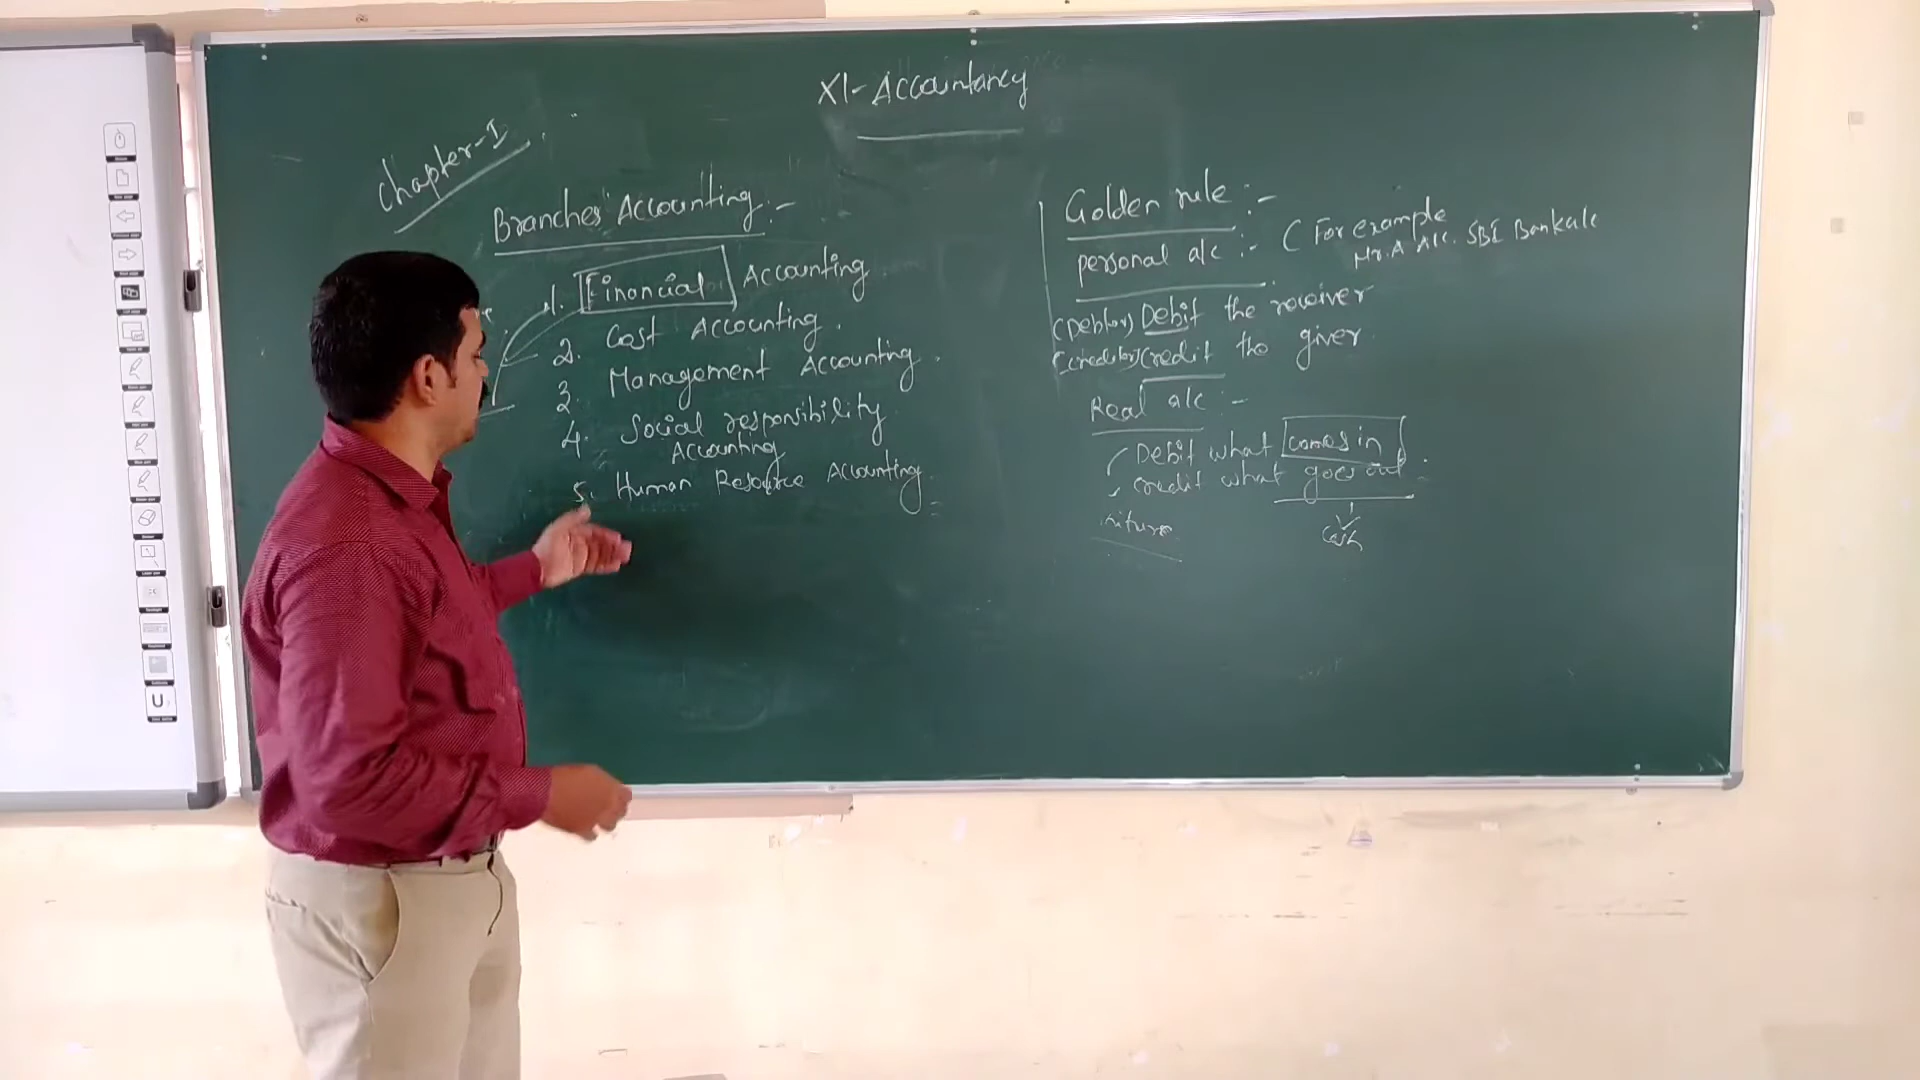 XI-Accountancy
Chapter-I
Branches Accounting:-
1. Financial Accounting
2. Cost Accounting.
3. Management Accounting.
4. Social responsibility
Accounting
5. Human Resource Accounting
Golden rule:-
personal a/c:- ( For example
Mr. A A/c. SBI Bank a/c
(Debtor) Debit the receiver
(creditor) Credit the giver
Real a/c:-
Debit what comes in
credit what goes out
Cash
U